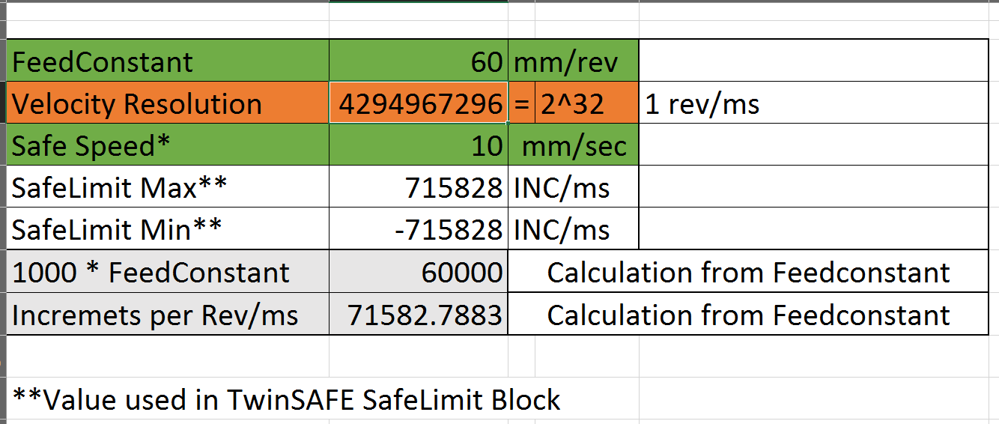 FeedConstant 60 mm/rev
Velocity Resolution 4294967296 = 2^32 1 rev/ms
Safe Speed* 10 mm/sec
SafeLimit Max** 715828 INC/ms
SafeLimit Min** -715828 INC/ms
1000 * FeedConstant 60000 Calculation from Feedconstant
Incremets per Rev/ms 71582.7883 Calculation from Feedconstant
**Value used in TwinSAFE SafeLimit Block